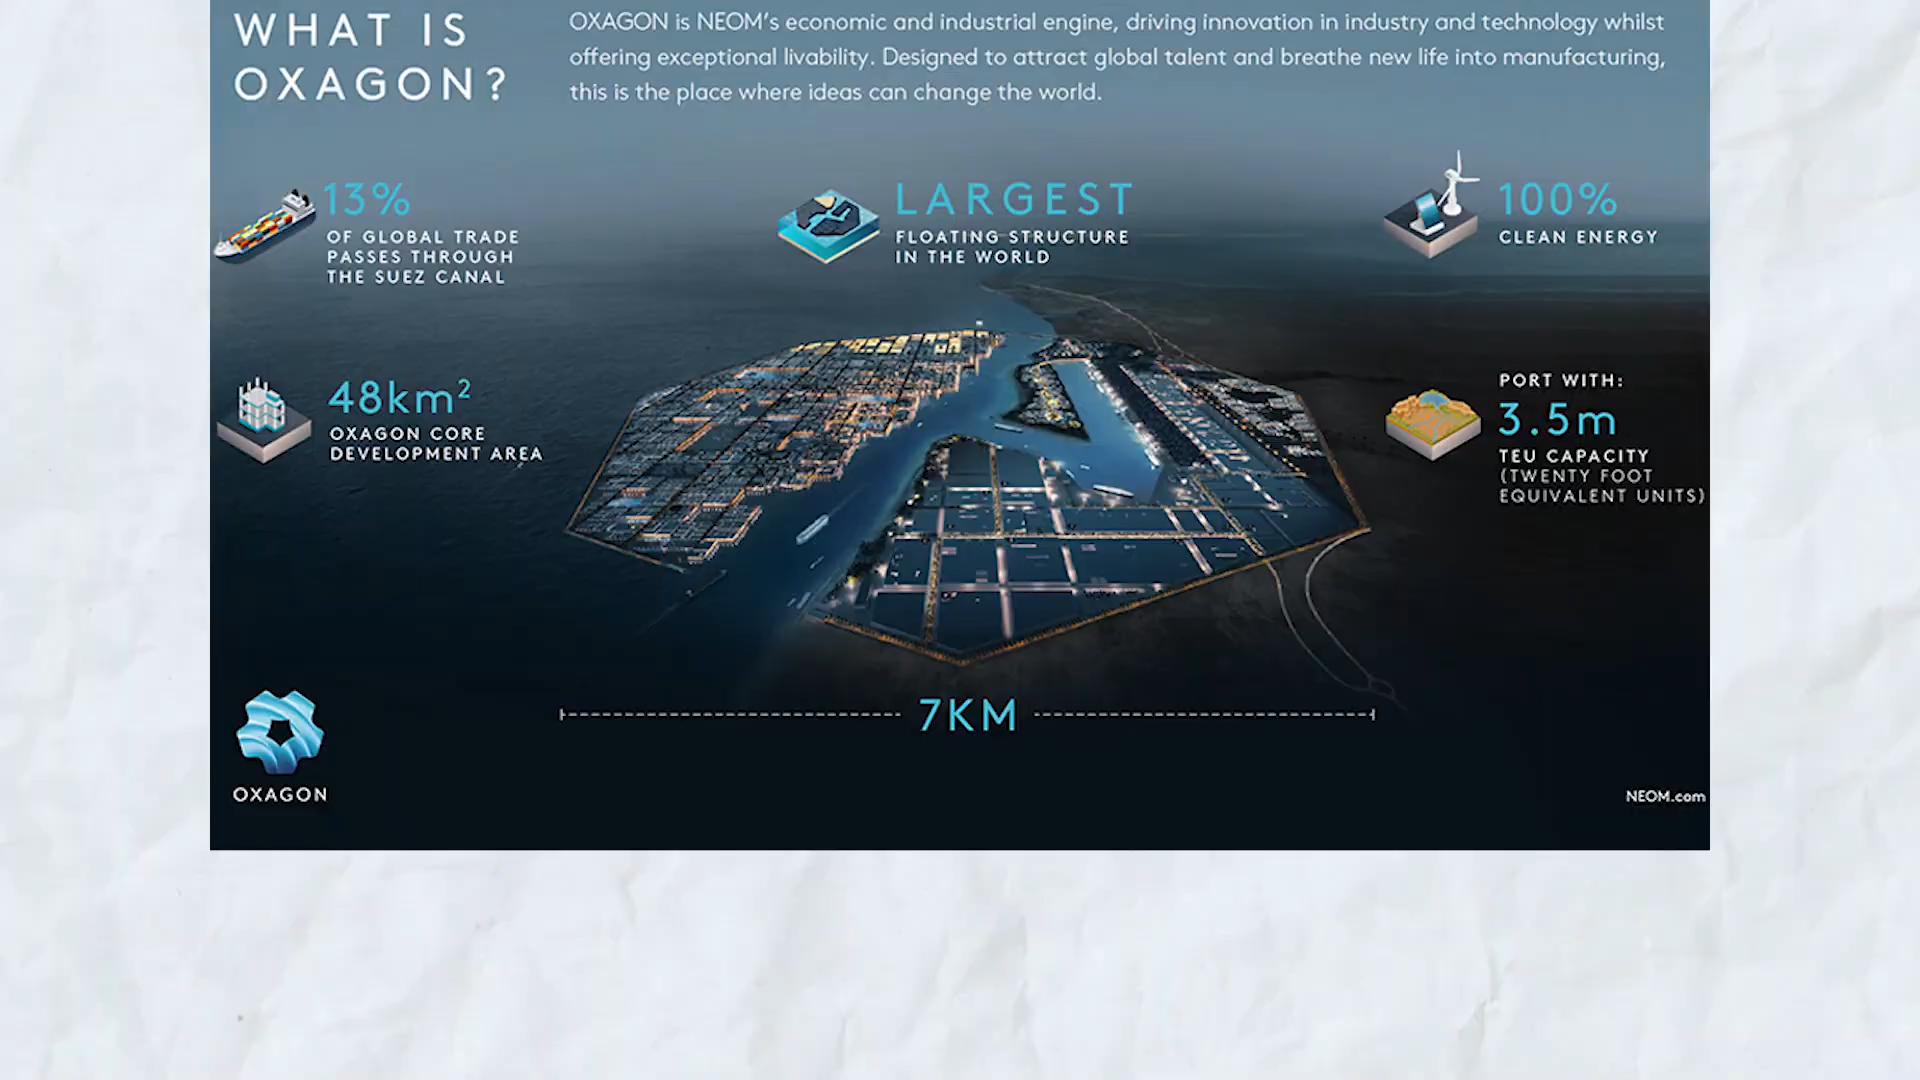 WHAT IS
OXAGON?
OXAGON is NEOM's economic and industrial engine, driving innovation in industry and technology whilst
offering exceptional livability. Designed to attract global talent and breathe new life into manufacturing,
this is the place where ideas can change the world.
13%
OF GLOBAL TRADE
PASSES THROUGH
THE SUEZ CANAL
LARGEST
FLOATING STRUCTURE
IN THE WORLD
100%
CLEAN ENERGY
48km²
OXAGON CORE
DEVELOPMENT AREA
PORT WITH:
3.5m
TEU CAPACITY
(TWENTY FOOT
EQUIVALENT UNITS)
7KM
OXAGON
NEOM.com